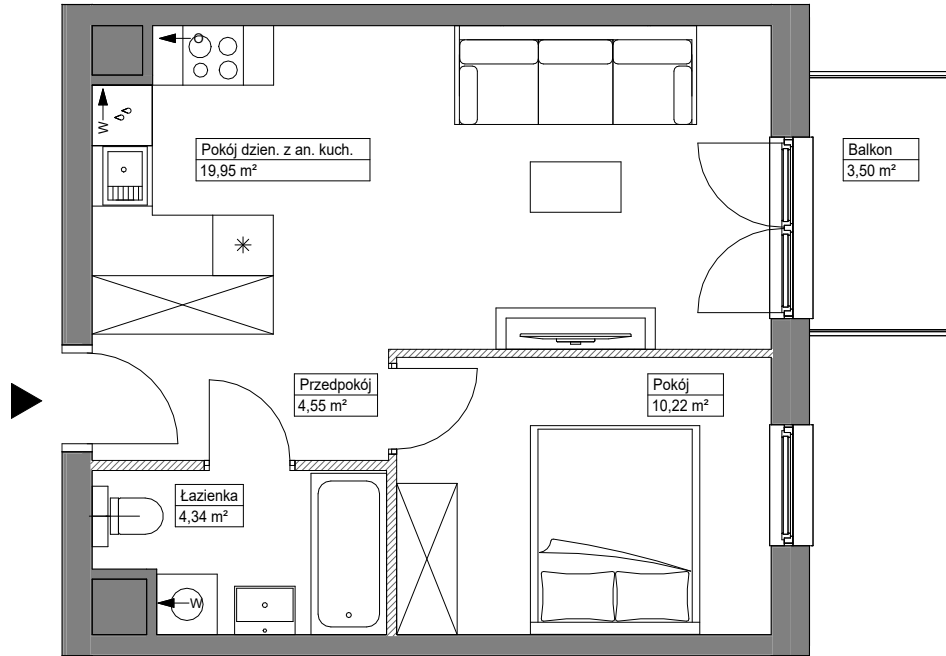 Pokój dzien. z an. kuch.
19,95 m²
Balkon
3,50 m²
W
Przedpokój
4,55 m²
Pokój
10,22 m²
Łazienka
4,34 m²
W